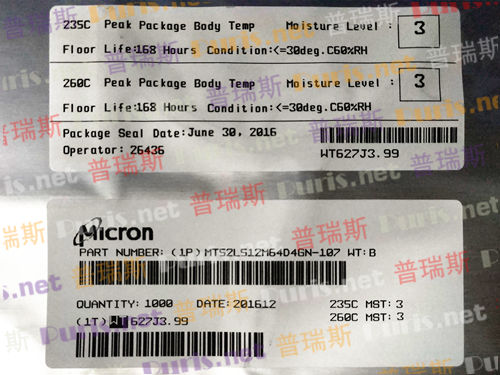 235C Peak Package Body Temp Moisture Level : 3
Floor Life:168 Hours Condition:<=30deg.C60%RH
260C Peak Package Body Temp Moisture Level : 3
Floor Life:168 Hours Condition:<=30deg.C60%RH
Package Seal Date:June 30, 2016
Operator: 26436
WT627J3.99
普瑞斯 Puris.net
Micron
PART NUMBER: (1P) MT52L512M64D4GN-107 WT:B
QUANTITY: 1000 DATE:201612 235C MST: 3
260C MST: 3
(1T) WT627J3.99